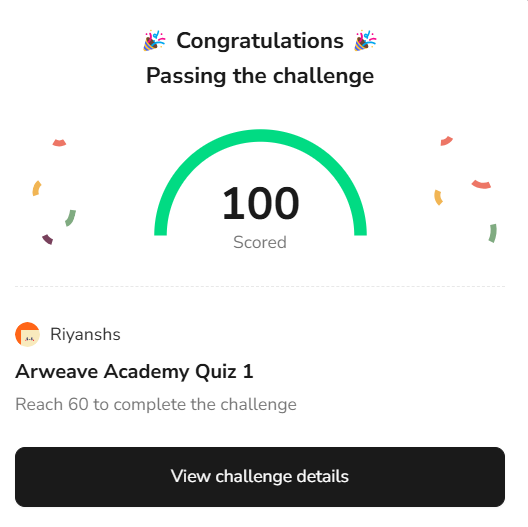 🎉 Congratulations 🎉
Passing the challenge
100
Scored
Riyanshs
Arweave Academy Quiz 1
Reach 60 to complete the challenge
View challenge details